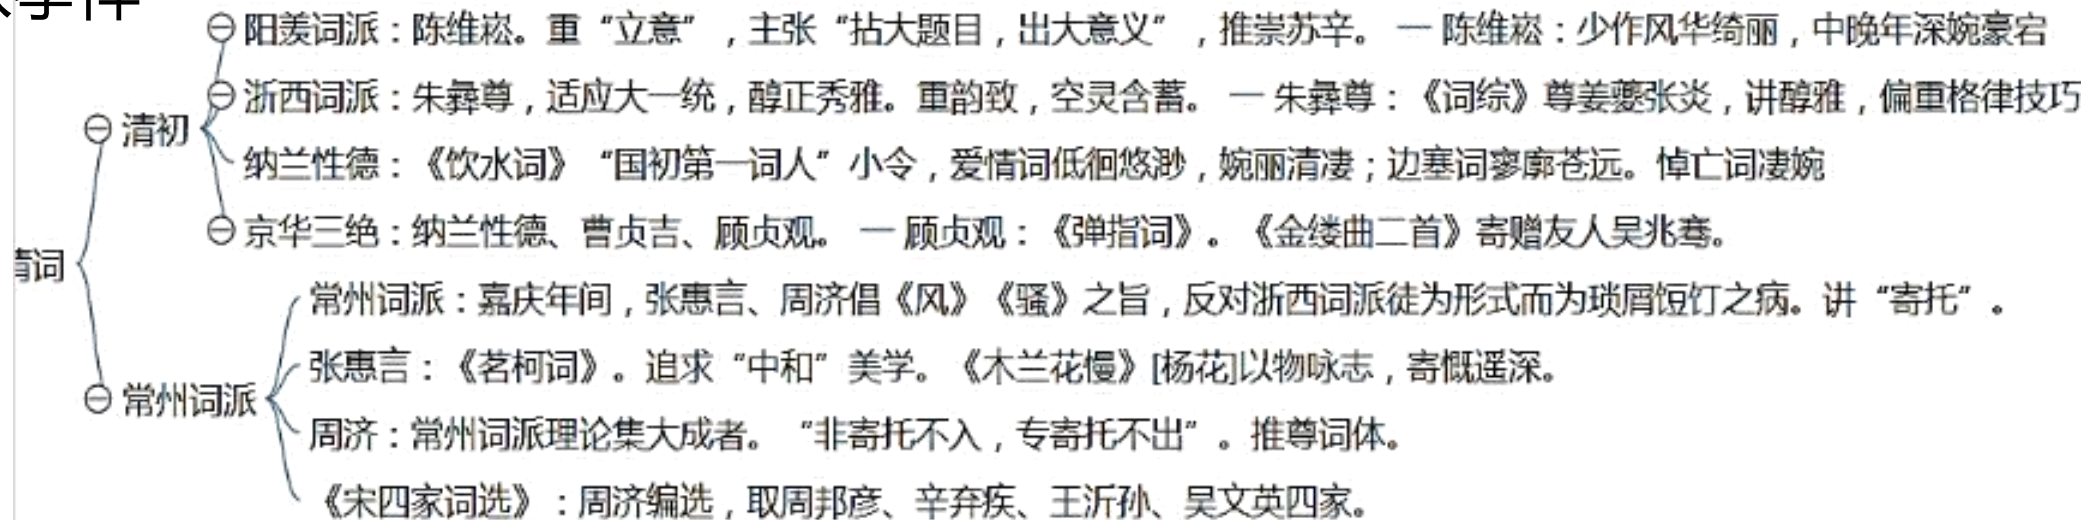 阳羡词派：陈维崧。重“立意”，主张“拈大题目，出大意义”，推崇苏辛。 一 陈维崧：少作风华绮丽，中晚年深婉豪宕
浙西词派：朱彝尊，适应大一统，醇正秀雅。重韵致，空灵含蓄。 一 朱彝尊：《词综》尊姜夔张炎，讲醇雅，偏重格律技巧
清初
纳兰性德：《饮水词》“国初第一词人”小令，爱情词低徊悠渺，婉丽清凄；边塞词寥廓苍远。悼亡词凄婉
京华三绝：纳兰性德、曹贞吉、顾贞观。 一 顾贞观：《弹指词》。《金缕曲二首》寄赠友人吴兆骞。
清词
常州词派：嘉庆年间，张惠言、周济倡《风》《骚》之旨，反对浙西词派徒为形式而为琐屑饾饤之病。讲“寄托”。
张惠言：《茗柯词》。追求“中和”美学。《木兰花慢》[杨花]以物咏志，寄慨遥深。
常州词派
周济：常州词派理论集大成者。“非寄托不入，专寄托不出”。推尊词体。
《宋四家词选》：周济编选，取周邦彦、辛弃疾、王沂孙、吴文英四家。